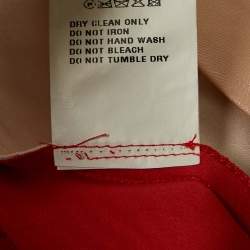 DRY CLEAN ONLY
DO NOT IRON
DO NOT HAND WASH
DO NOT BLEACH
DO NOT TUMBLE DRY